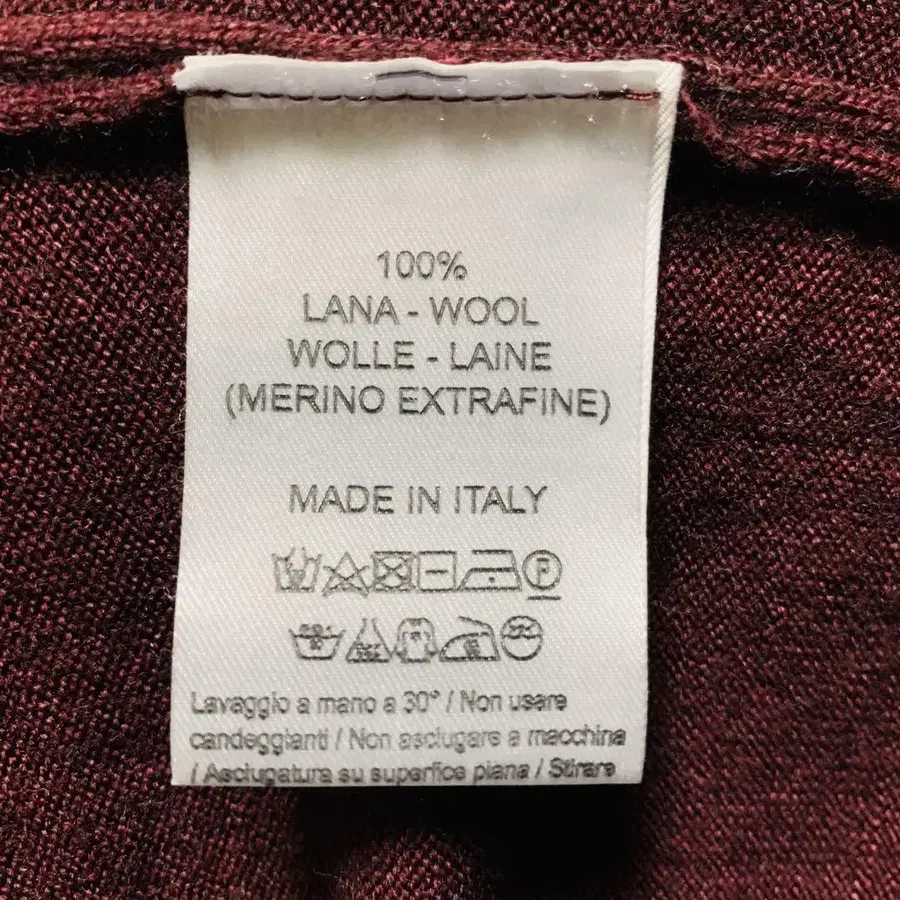 100%
LANA - WOOL
WOLLE - LAINE
(MERINO EXTRAFINE)
MADE IN ITALY
P
Lavaggio a mano a 30° / Non usare
candeggianti / Non asciugare a macchina
/ Asciugatura su superfice piana / Stirare